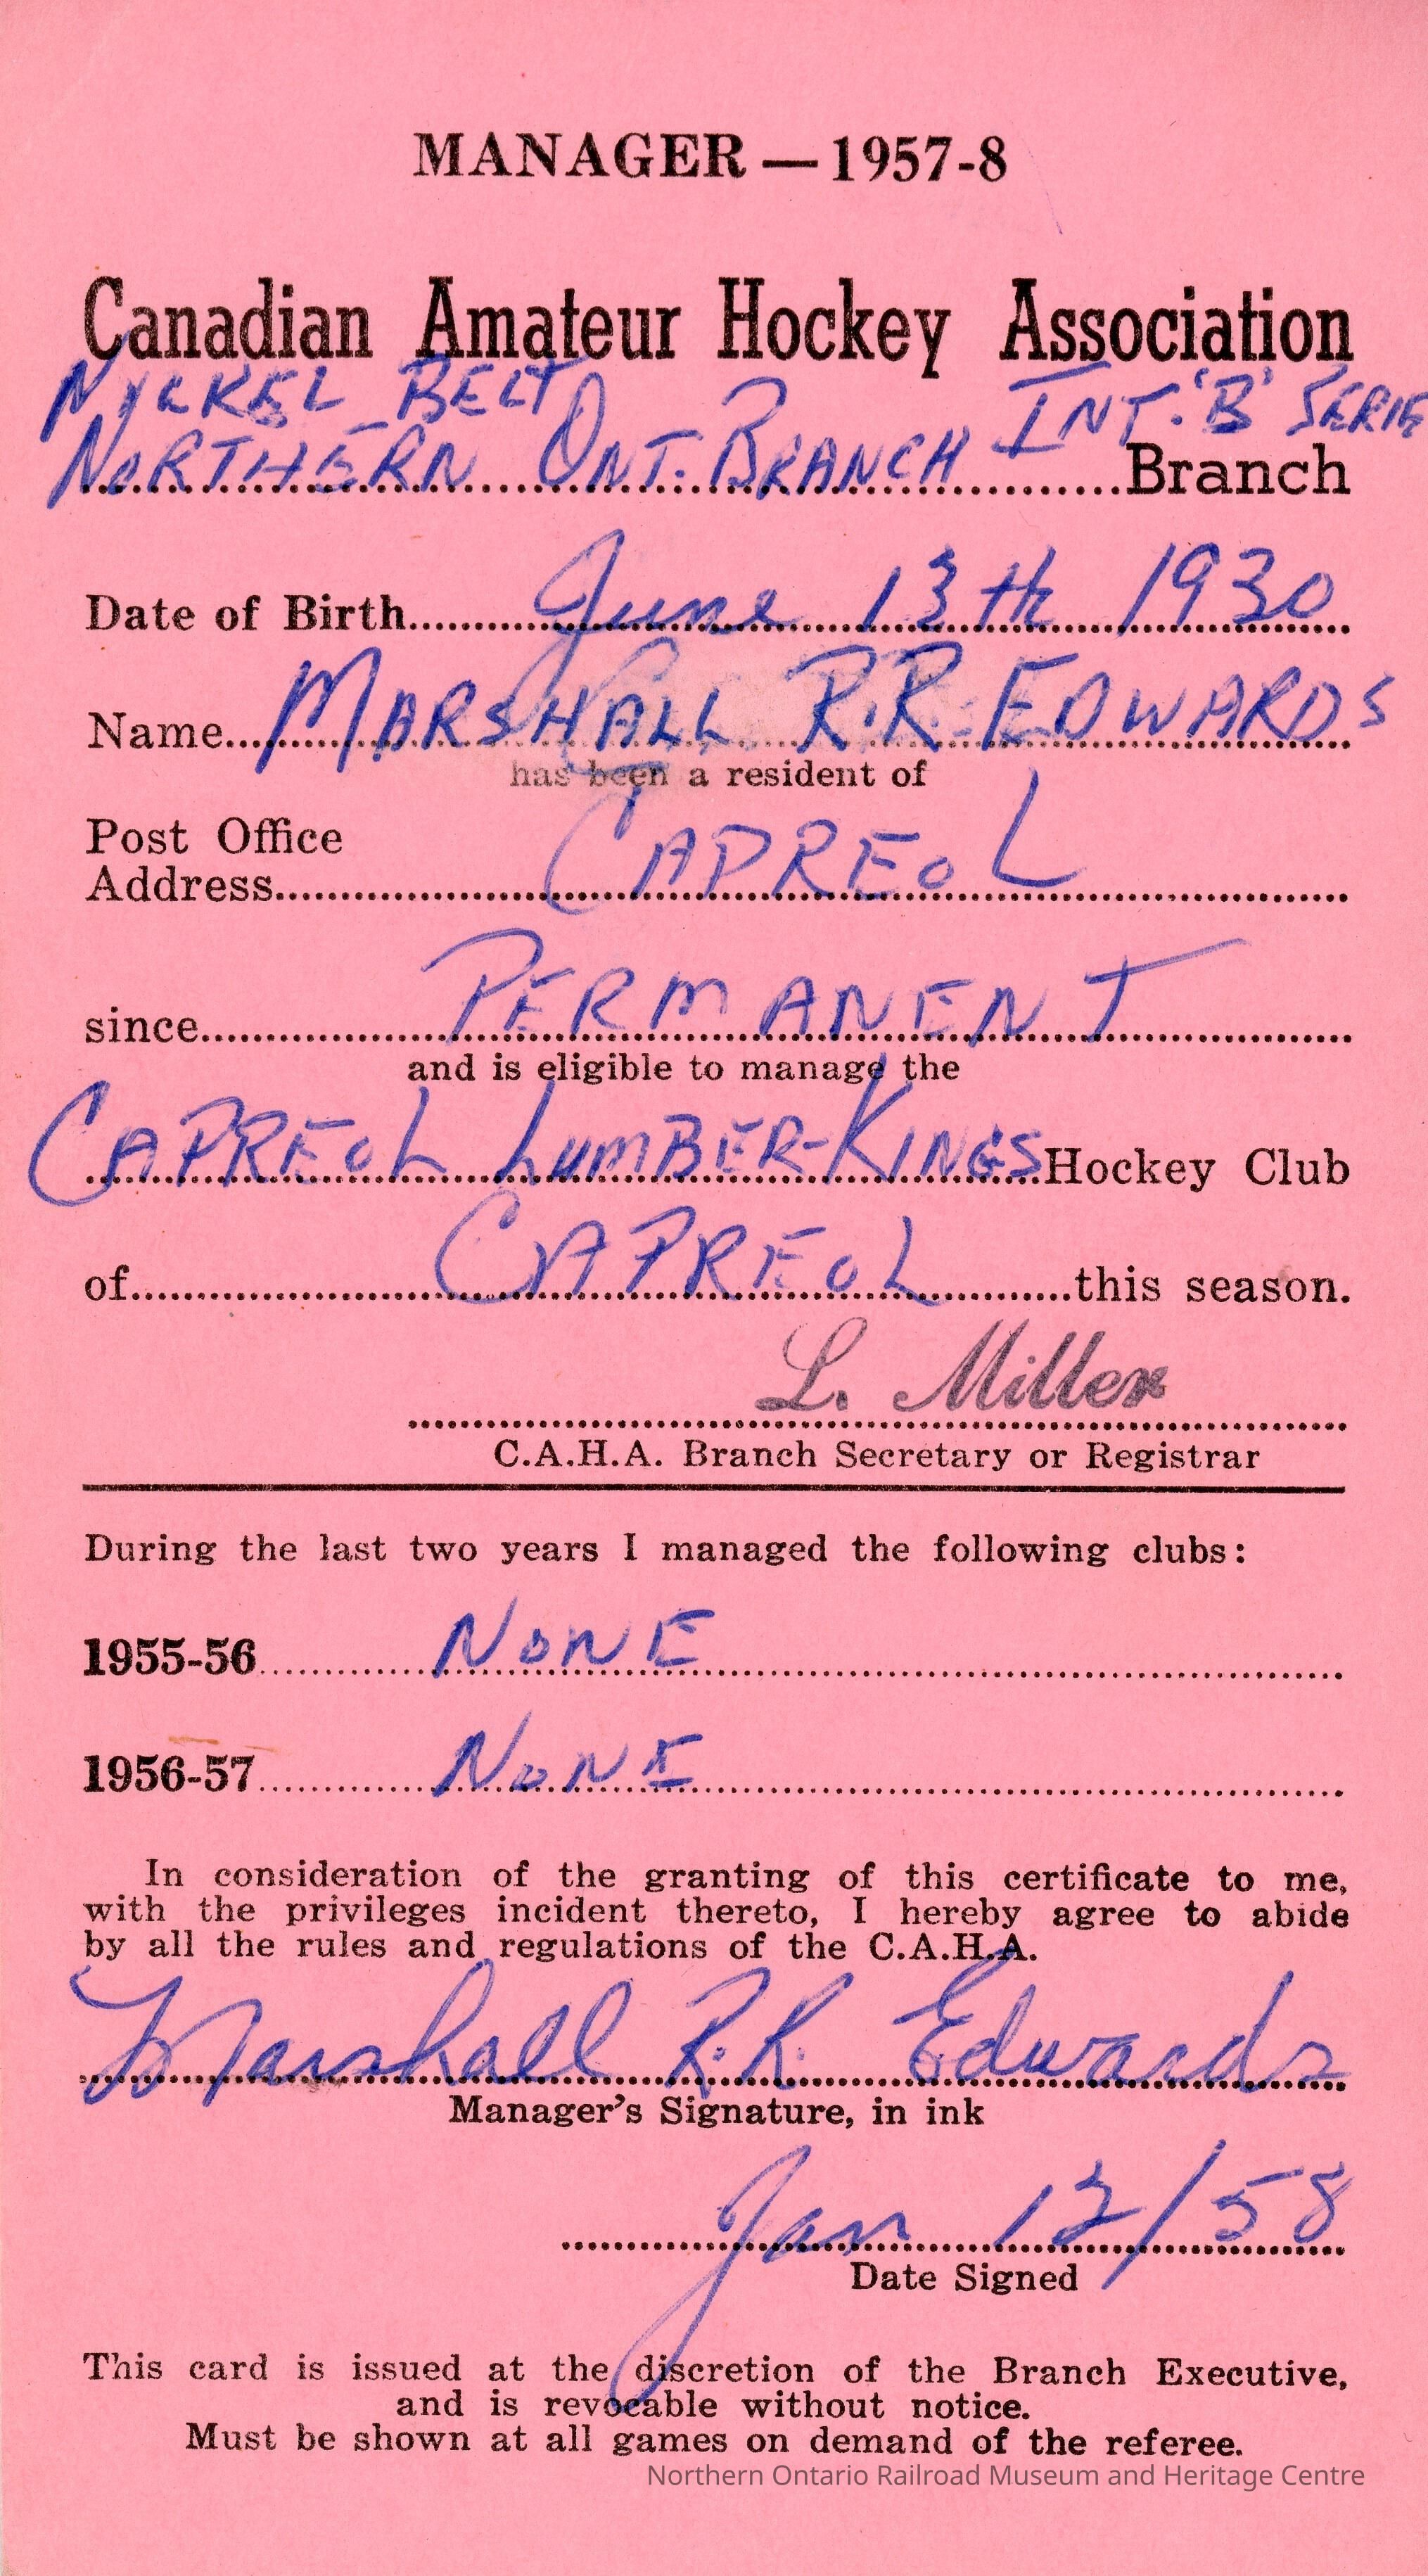 MANAGER — 1957-8
Canadian Amateur Hockey Association
NICKEL BELT INT. 'B' SERIE
NORTHERN ONT. BRANCH Branch
Date of Birth June 13th 1930
Name MARSHALL R.R. EDWARDS
has been a resident of
Post Office
Address CAPREOL
since PERMANENT
and is eligible to manage the
CAPREOL LUMBER-KINGS Hockey Club
of CAPREOL this season.
L. Miller
C.A.H.A. Branch Secretary or Registrar
During the last two years I managed the following clubs:
1955-56 NONE
1956-57 NONE
In consideration of the granting of this certificate to me,
with the privileges incident thereto, I hereby agree to abide
by all the rules and regulations of the C.A.H.A.
Marshall R.R. Edwards
Manager's Signature, in ink
Jan /58
Date Signed
This card is issued at the discretion of the Branch Executive,
and is revocable without notice.
Must be shown at all games on demand of the referee.
Northern Ontario Railroad Museum and Heritage Centre